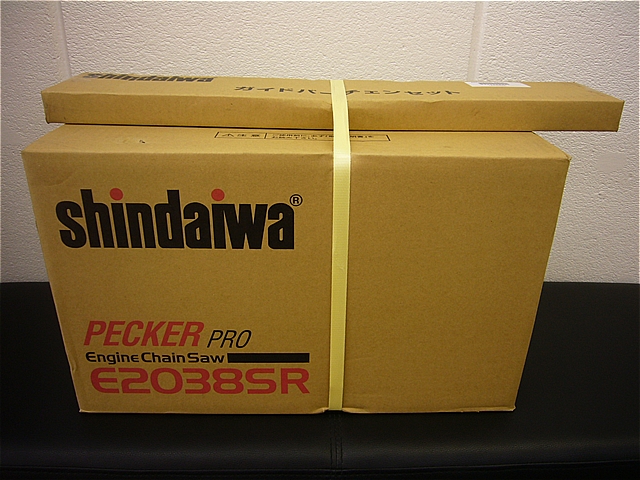 shindaiwa
ガイドバーチェンセット
shindaiwa®
PECKER PRO
Engine Chain Saw
E2038SR